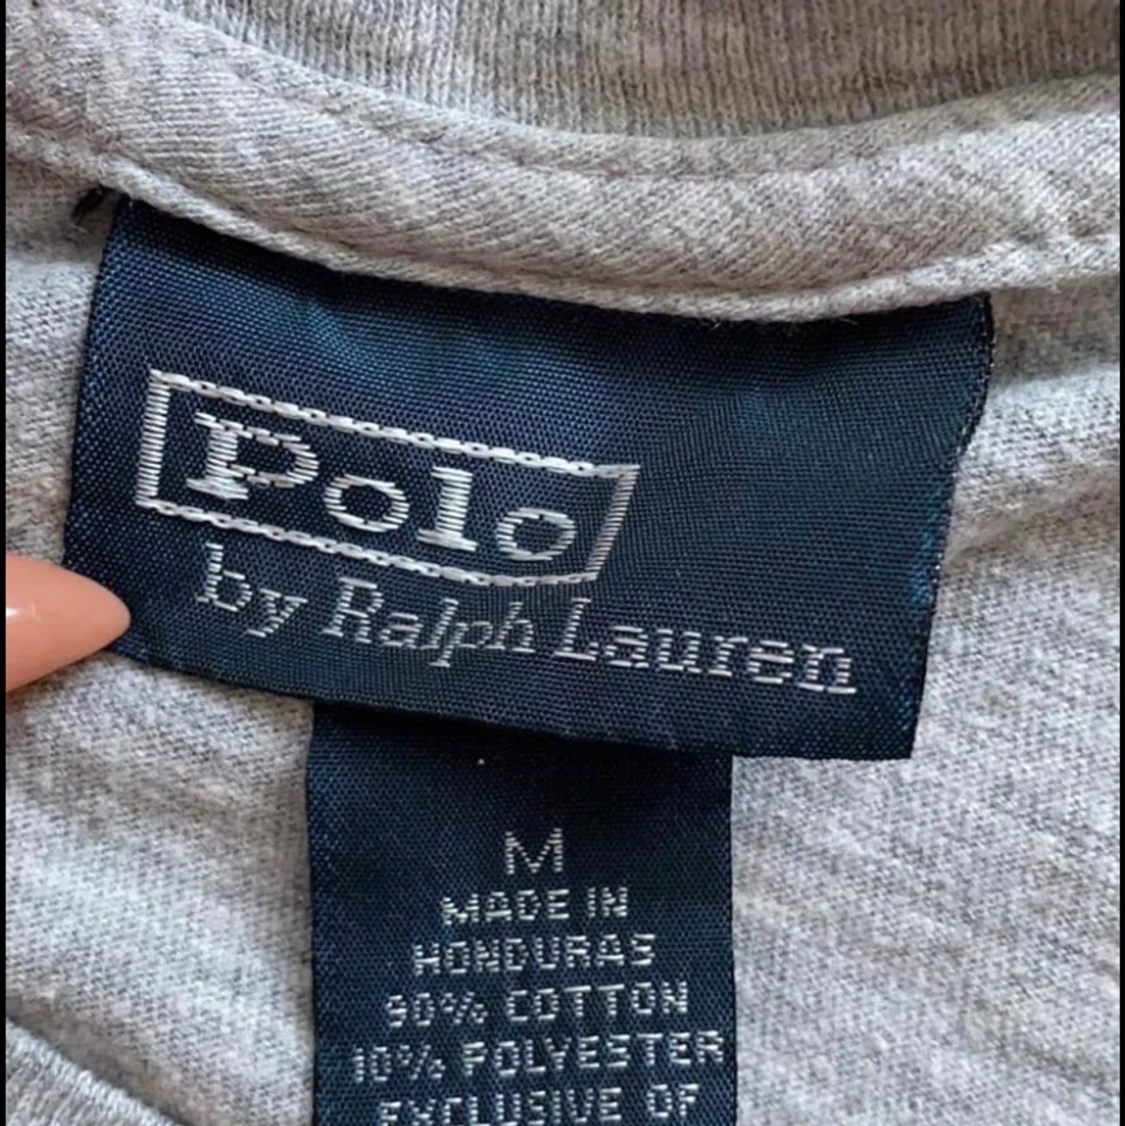 Polo
by Ralph Lauren
M
MADE IN
HONDURAS
90% COTTON
10% POLYESTER
EXCLUSIVE OF